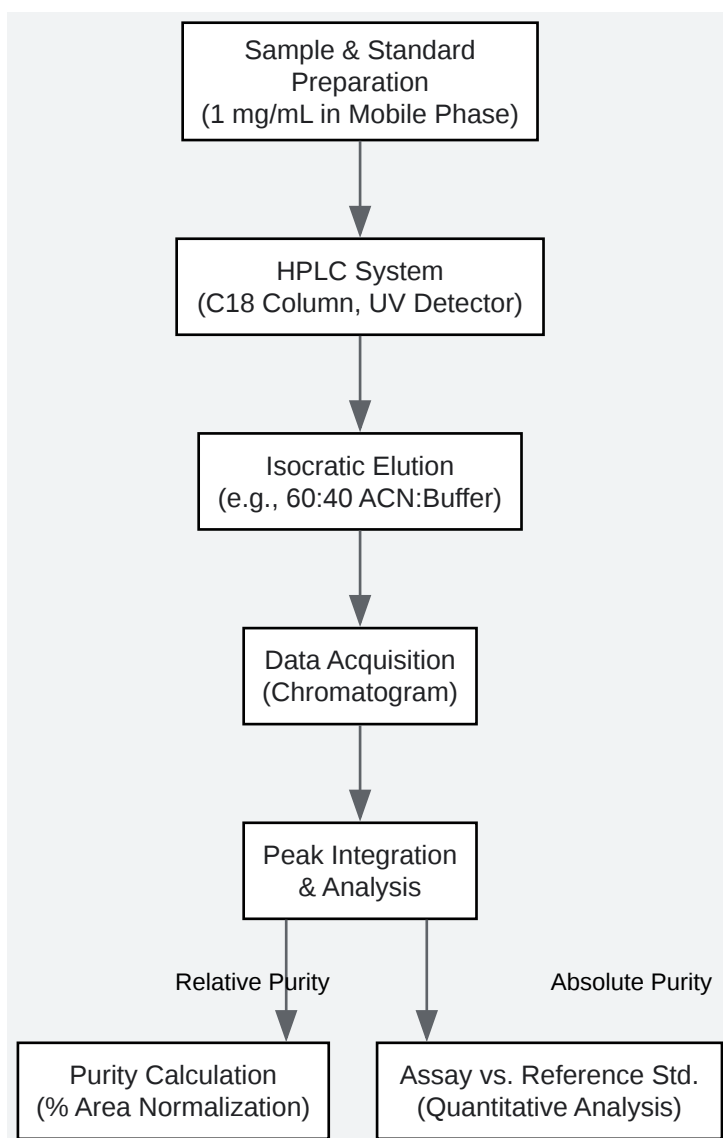 Sample & Standard
Preparation
(1 mg/mL in Mobile Phase)
HPLC System
(C18 Column, UV Detector)
Isocratic Elution
(e.g., 60:40 ACN:Buffer)
Data Acquisition
(Chromatogram)
Peak Integration
& Analysis
Relative Purity
Absolute Purity
Purity Calculation
(% Area Normalization)
Assay vs. Reference Std.
(Quantitative Analysis)